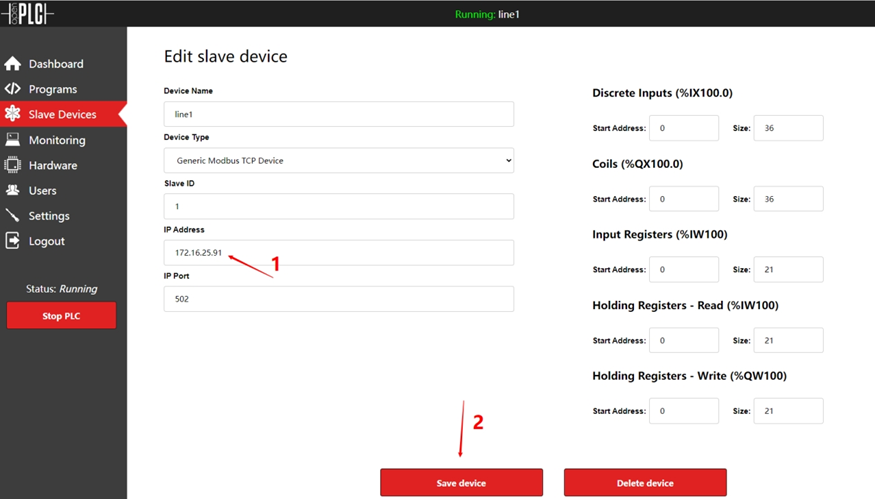 OPEN PLC
Running: line1
Dashboard
Programs
Slave Devices
Monitoring
Hardware
Users
Settings
Logout
Status: Running
Stop PLC
Edit slave device
Device Name
line1
Device Type
Generic Modbus TCP Device
Slave ID
1
IP Address
172.16.25.91
1
IP Port
502
Discrete Inputs (%IX100.0)
Start Address: 0 Size: 36
Coils (%QX100.0)
Start Address: 0 Size: 36
Input Registers (%IW100)
Start Address: 0 Size: 21
Holding Registers - Read (%IW100)
Start Address: 0 Size: 21
Holding Registers - Write (%QW100)
Start Address: 0 Size: 21
2
Save device Delete device